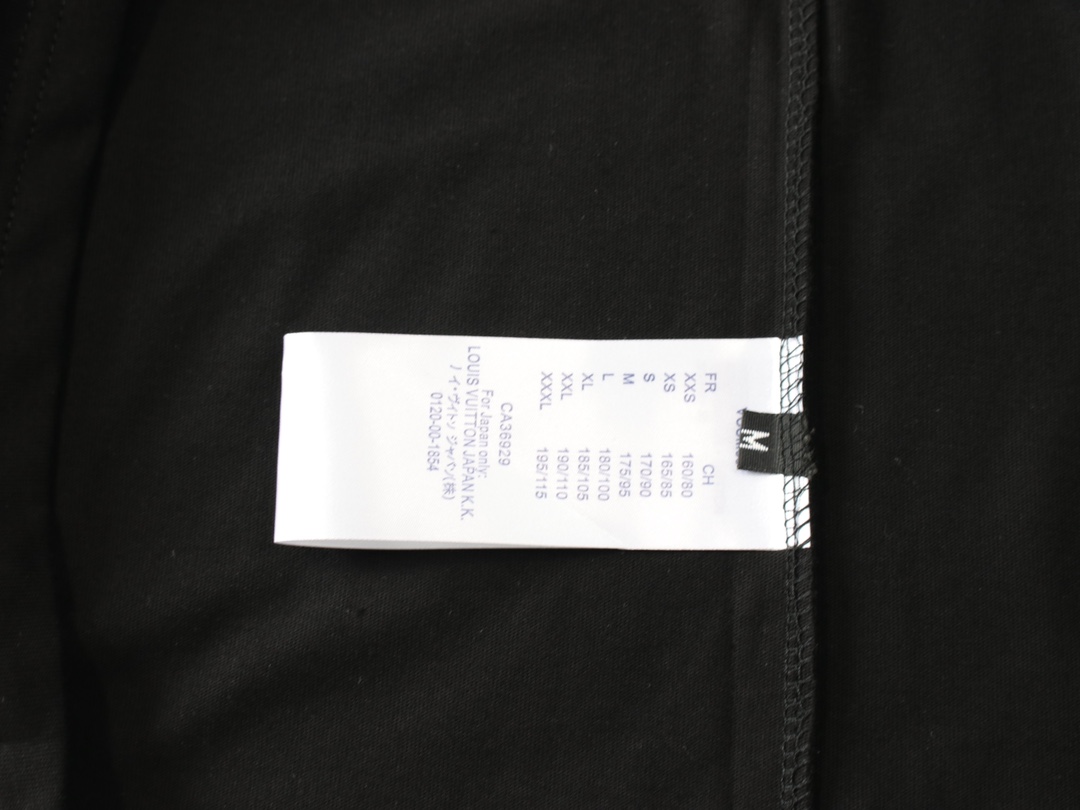 M
FR CH
XXS 160/80
XS 165/85
S 170/90
M 175/95
L 180/100
XL 185/105
XXL 190/110
XXXL 195/115
CA36929
For Japan only:
LOUIS VUITTON JAPAN K.K.
ノイ・ヴィトン ジャパン(株)
0120-00-1854